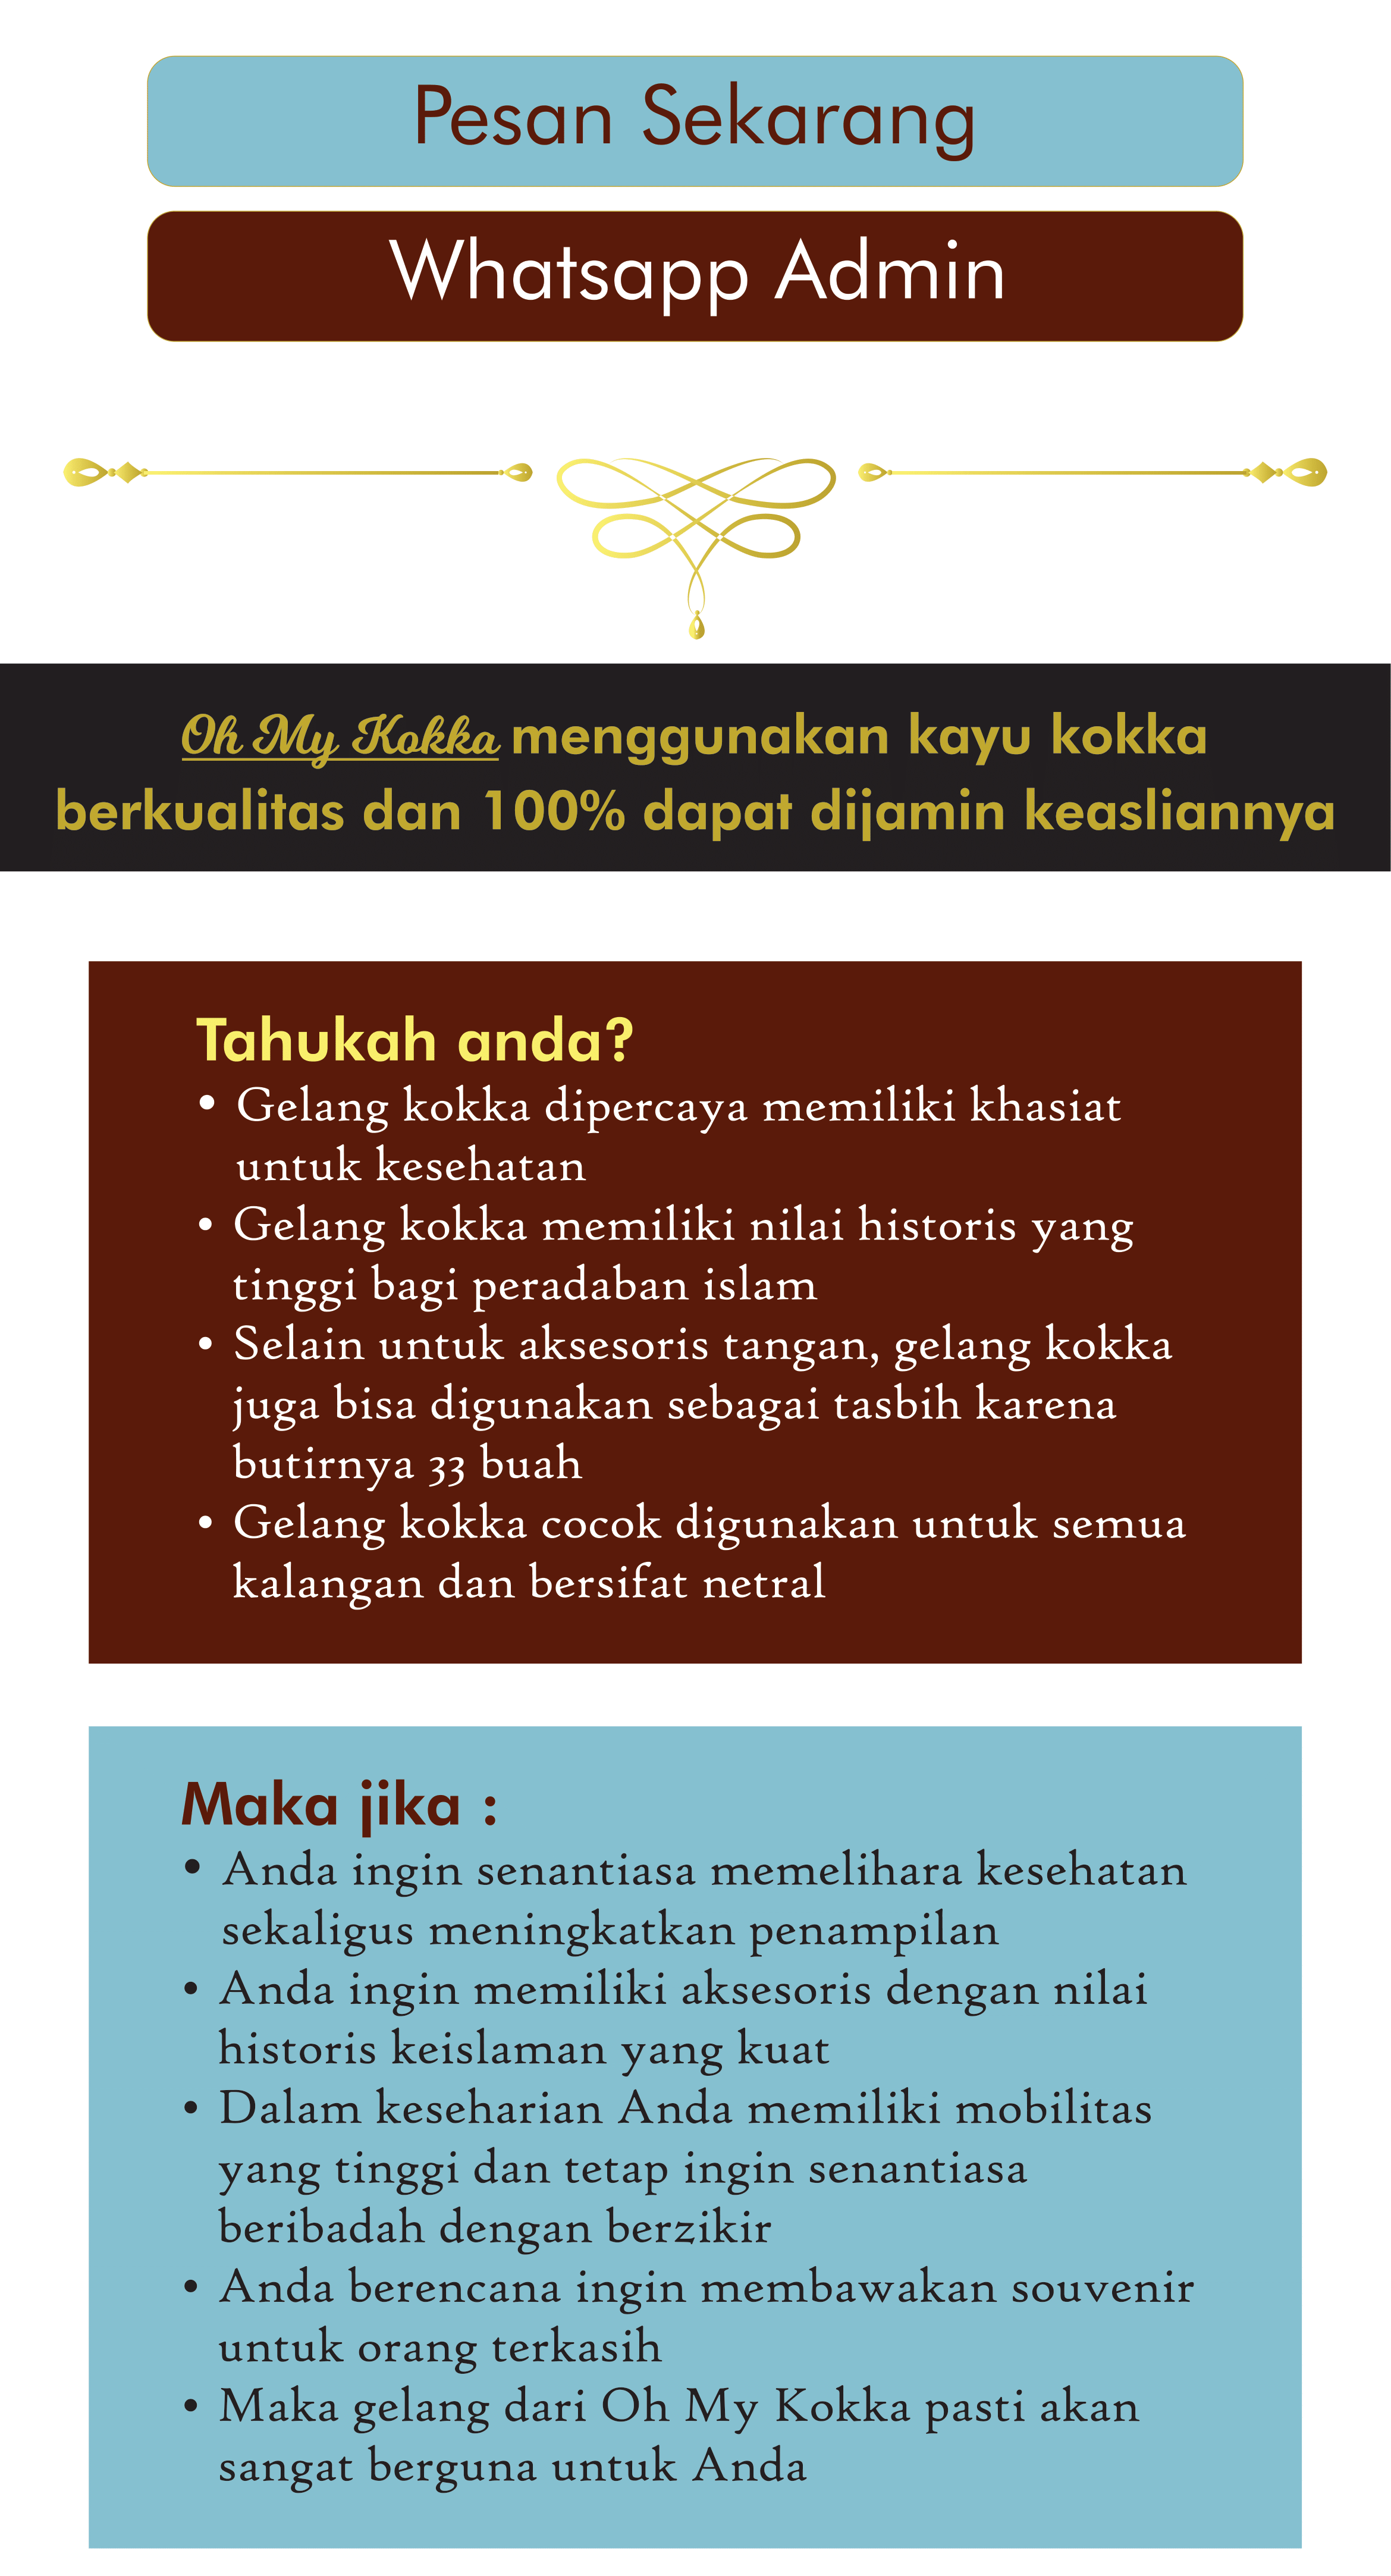 Pesan Sekarang
Whatsapp Admin
Oh My Kokka menggunakan kayu kokka
berkualitas dan 100% dapat dijamin keasliannya
Tahukah anda?
• Gelang kokka dipercaya memiliki khasiat
untuk kesehatan
• Gelang kokka memiliki nilai historis yang
tinggi bagi peradaban islam
• Selain untuk aksesoris tangan, gelang kokka
juga bisa digunakan sebagai tasbih karena
butirnya 33 buah
• Gelang kokka cocok digunakan untuk semua
kalangan dan bersifat netral
Maka jika :
• Anda ingin senantiasa memelihara kesehatan
sekaligus meningkatkan penampilan
• Anda ingin memiliki aksesoris dengan nilai
historis keislaman yang kuat
• Dalam keseharian Anda memiliki mobilitas
yang tinggi dan tetap ingin senantiasa
beribadah dengan berzikir
• Anda berencana ingin membawakan souvenir
untuk orang terkasih
• Maka gelang dari Oh My Kokka pasti akan
sangat berguna untuk Anda